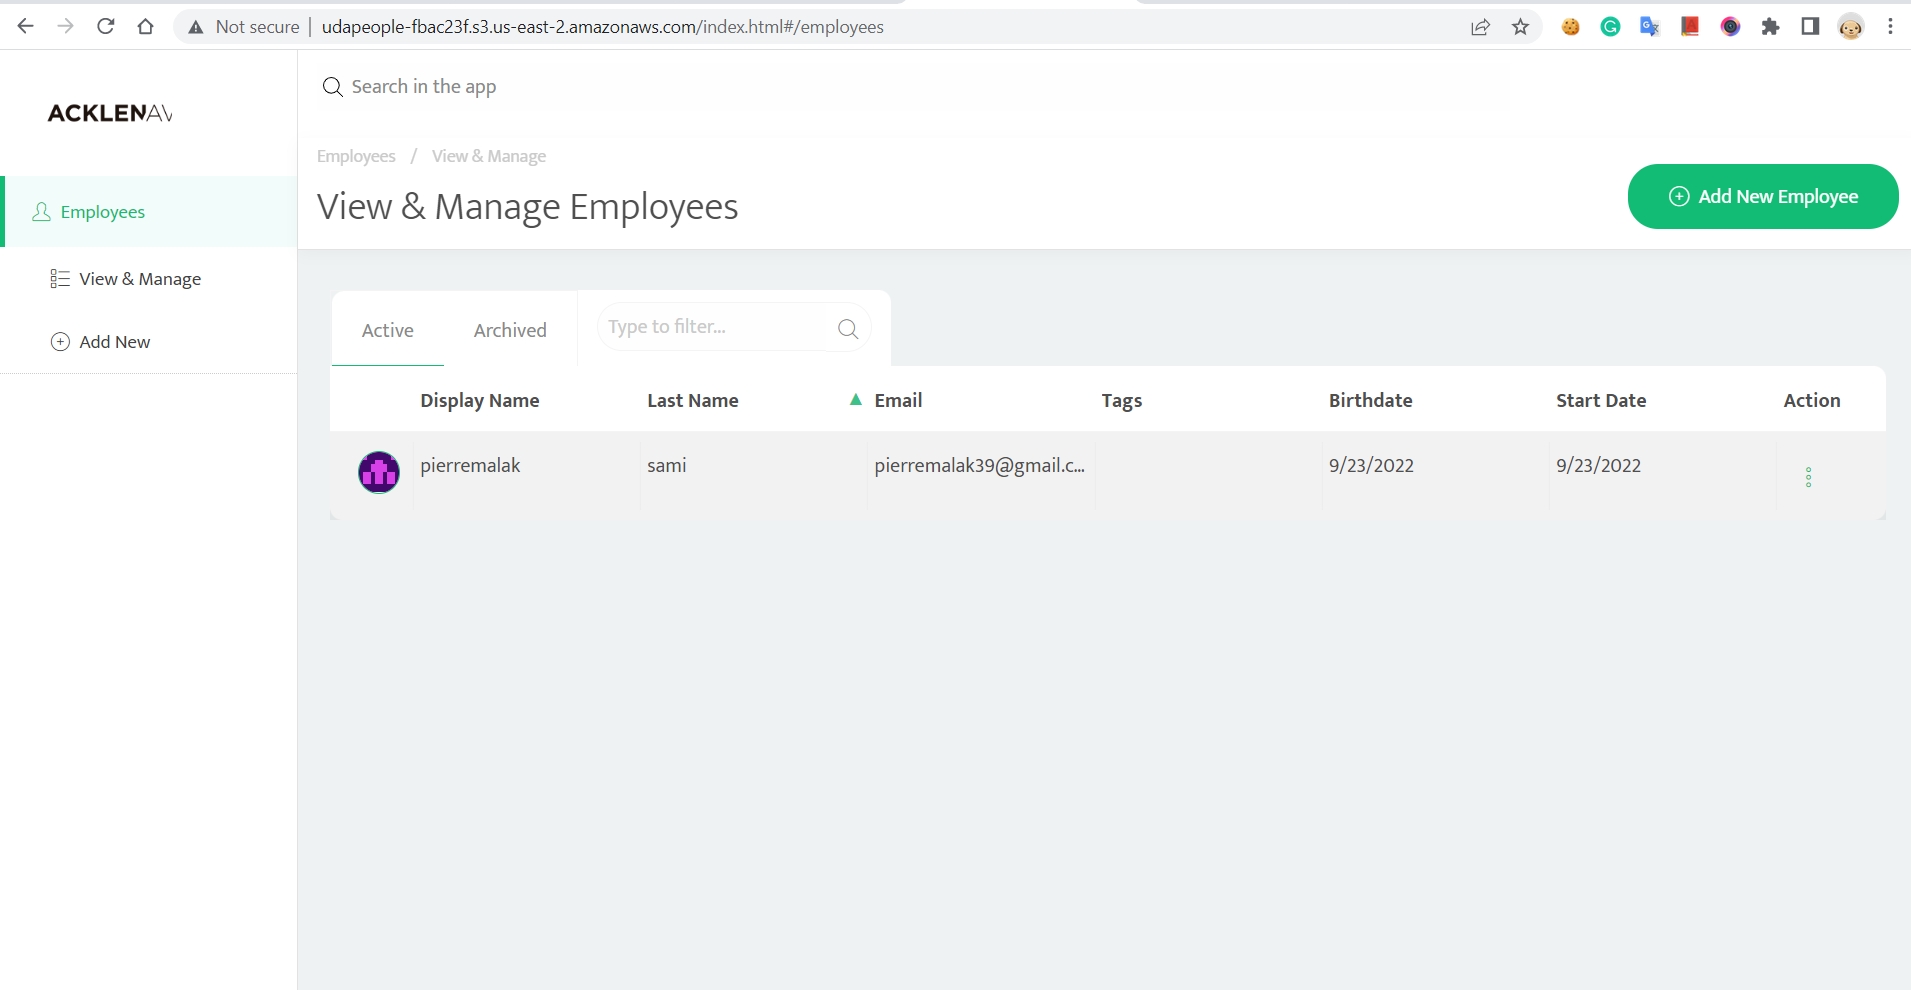 Not secure | udapeople-fbac23f.s3.us-east-2.amazonaws.com/index.html#/employees
ACKLENAV
Search in the app
Employees / View & Manage
View & Manage Employees
Add New Employee
Employees
View & Manage
Add New
Active Archived Type to filter...
Display Name Last Name Email Tags Birthdate Start Date Action
pierremalak sami pierremalak39@gmail.c... 9/23/2022 9/23/2022